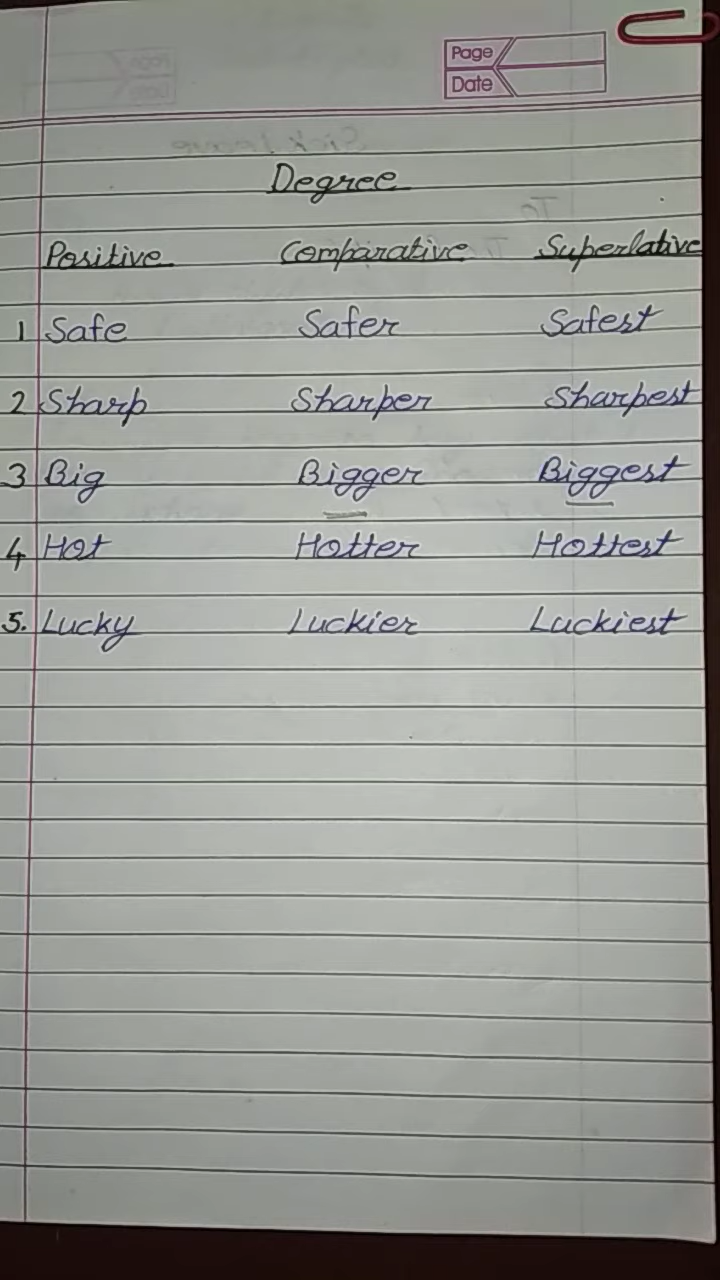 Page
Date
Degree
Positive Comparative Superlative
1 Safe Safer Safest
2 Sharp Sharper Sharpest
3 Big Bigger Biggest
4 Hot Hotter Hottest
5. Lucky Luckier Luckiest